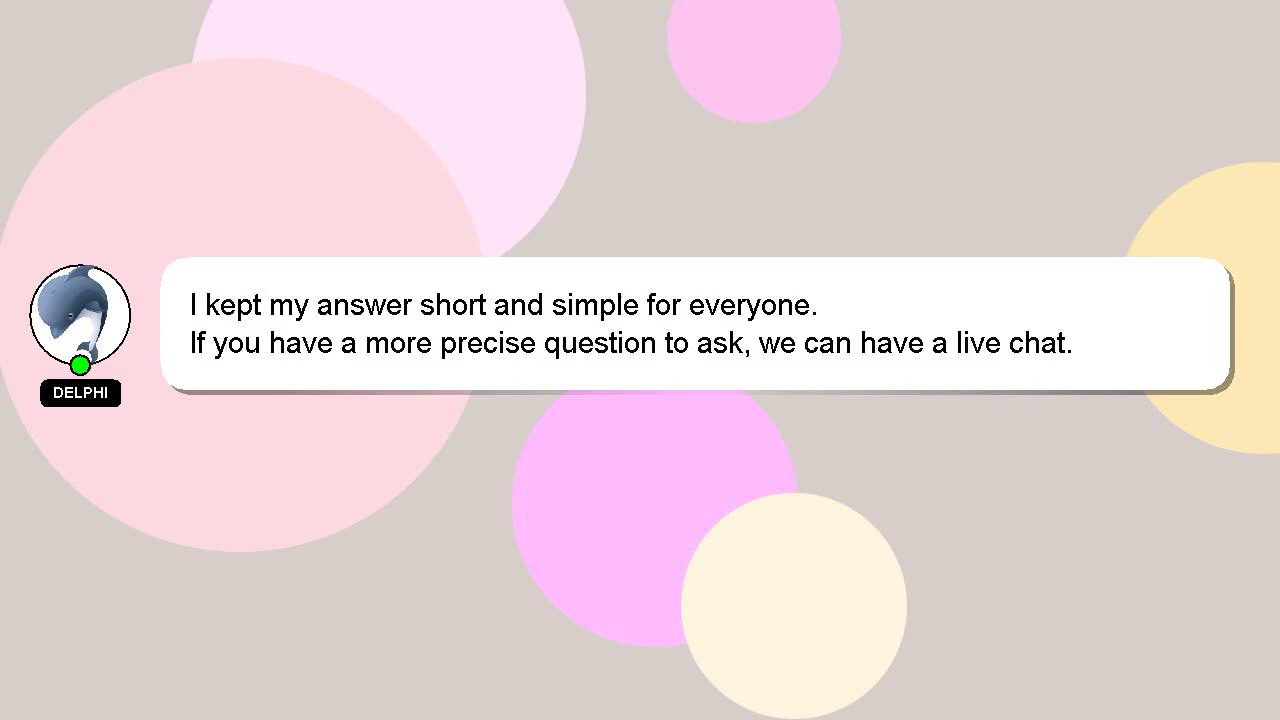 I kept my answer short and simple for everyone.
If you have a more precise question to ask, we can have a live chat.
DELPHI